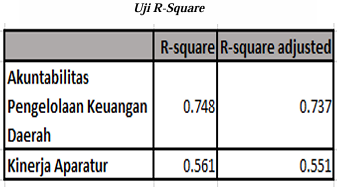 Uji R-Square
R-square R-square adjusted
Akuntabilitas
Pengelolaan Keuangan 0.748 0.737
Daerah
Kinerja Aparatur 0.561 0.551